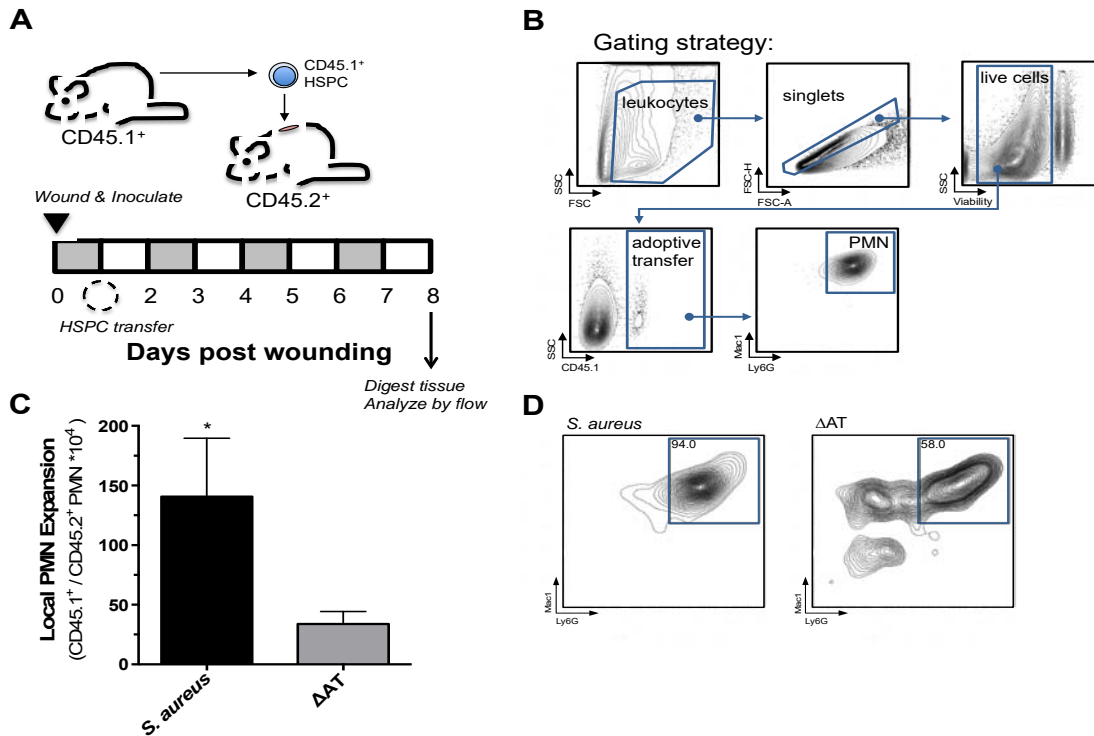 A
CD45.1+
HSPC
CD45.1+
CD45.2+
Wound & Inoculate
0 2 3 4 5 6 7 8
HSPC transfer
Days post wounding
Digest tissue
Analyze by flow
B
Gating strategy:
leukocytes
SSC
FSC
singlets
FSC-H
FSC-A
live cells
SSC
Viability
adoptive
transfer
SSC
CD45.1
PMN
Mac1
Ly6G
C
Local PMN Expansion
(CD45.1+ / CD45.2+ PMN *10^4)
200
150
100
50
0
*
S. aureus
ΔAT
D
S. aureus
94.0
Mac1
Ly6G
ΔAT
58.0
Mac1
Ly6G